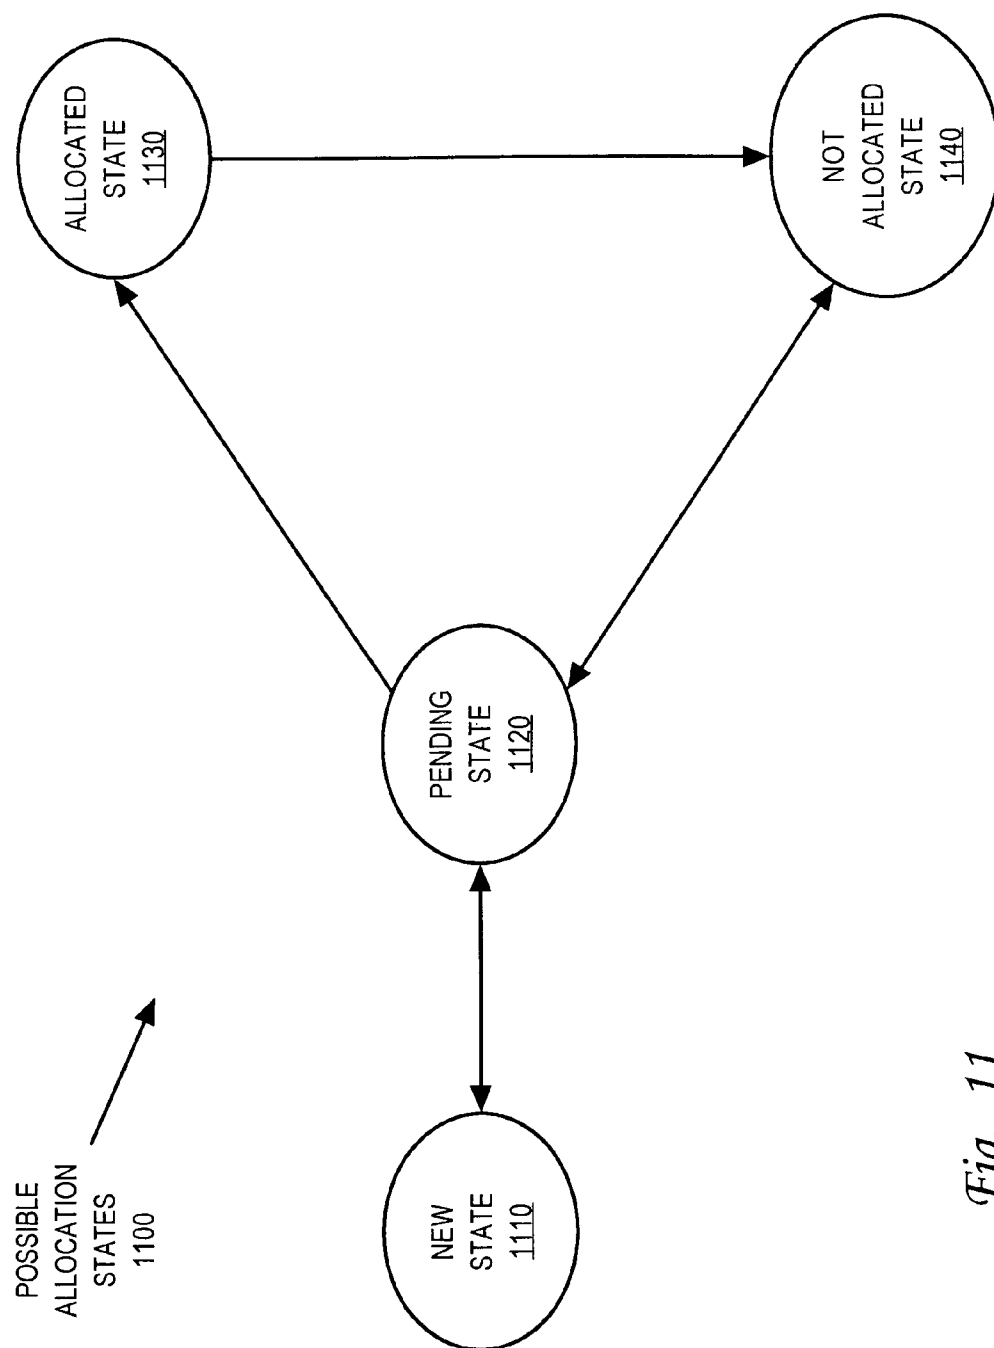 POSSIBLE
ALLOCATION
STATES
1100
NEW
STATE
1110
PENDING
STATE
1120
ALLOCATED
STATE
1130
NOT
ALLOCATED
STATE
1140
Fig. 11